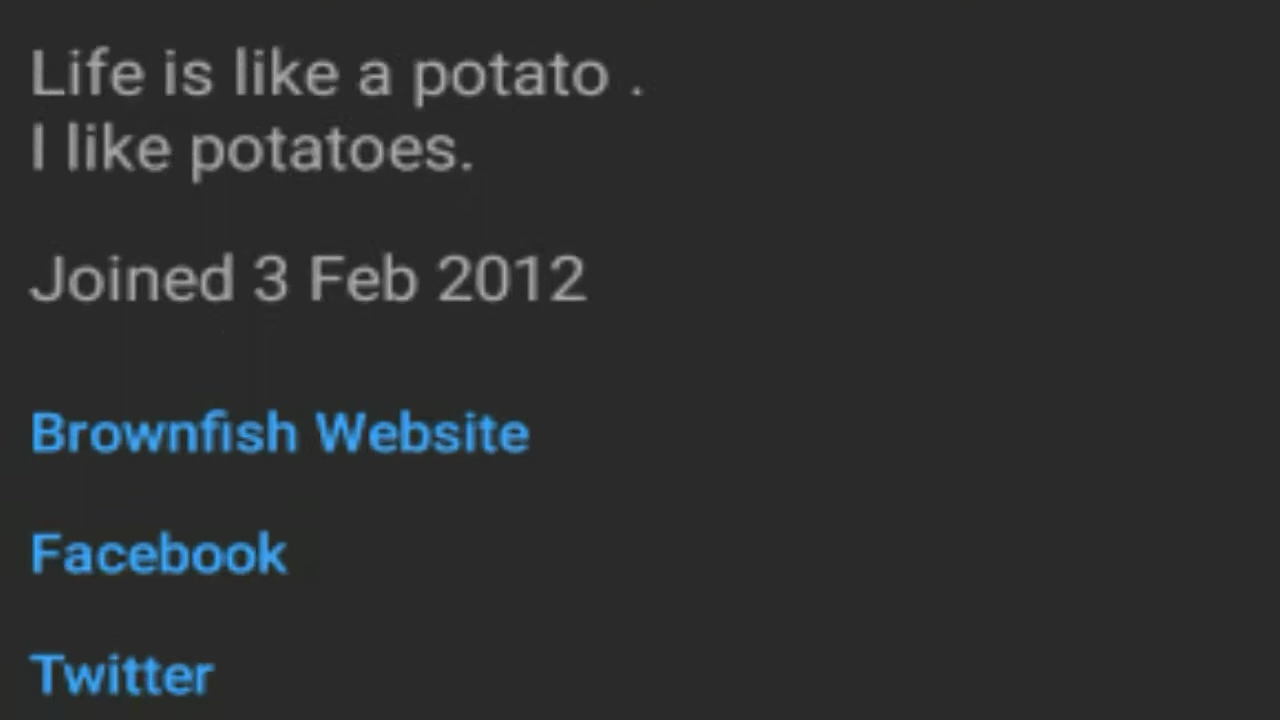 Life is like a potato .
I like potatoes.
Joined 3 Feb 2012
Brownfish Website
Facebook
Twitter